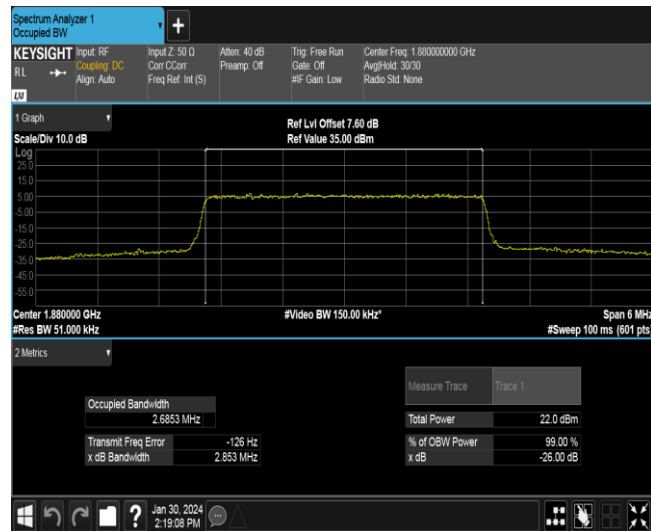 Spectrum Analyzer 1
Occupied BW
+
KEYSIGHT
RL
LXI
Input: RF
Coupling: DC
Align: Auto
Input Z: 50 Ω
Corr CCorr
Freq Ref: Int (S)
Atten: 40 dB
Preamp: Off
Trig: Free Run
Gate: Off
#IF Gain: Low
Center Freq: 1.880000000 GHz
Avg|Hold: 30/30
Radio Std: None
1 Graph
Scale/Div 10.0 dB
Ref Lvl Offset 7.60 dB
Ref Value 35.00 dBm
Log
25.0
15.0
5.00
-5.00
-15.0
-25.0
-35.0
-45.0
-55.0
Center 1.880000 GHz
#Res BW 51.000 kHz
#Video BW 150.00 kHz*
Span 6 MHz
#Sweep 100 ms (601 pts)
2 Metrics
Measure Trace
Trace 1
Occupied Bandwidth
2.6853 MHz
Total Power
22.0 dBm
Transmit Freq Error
-126 Hz
% of OBW Power
99.00 %
x dB Bandwidth
2.853 MHz
x dB
-26.00 dB
?
Jan 30, 2024
2:19:08 PM